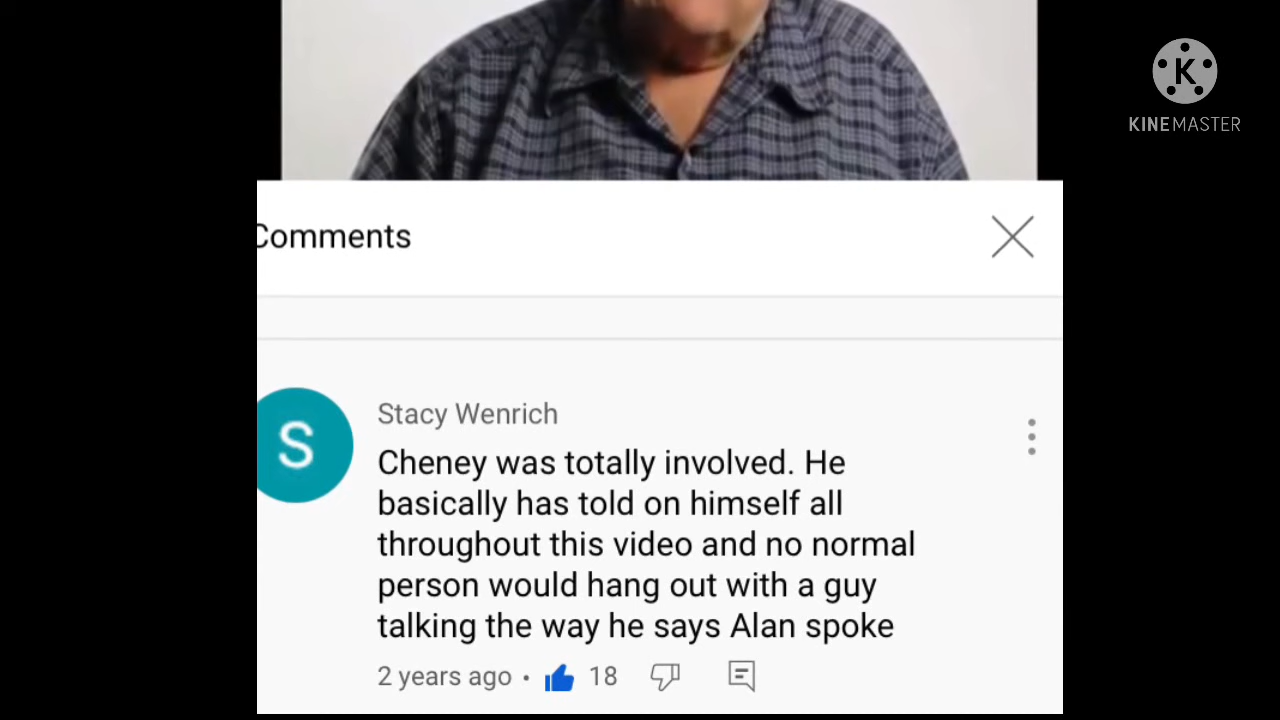 K
KINEMASTER
Comments
S
Stacy Wenrich
Cheney was totally involved. He
basically has told on himself all
throughout this video and no normal
person would hang out with a guy
talking the way he says Alan spoke
2 years ago • 18